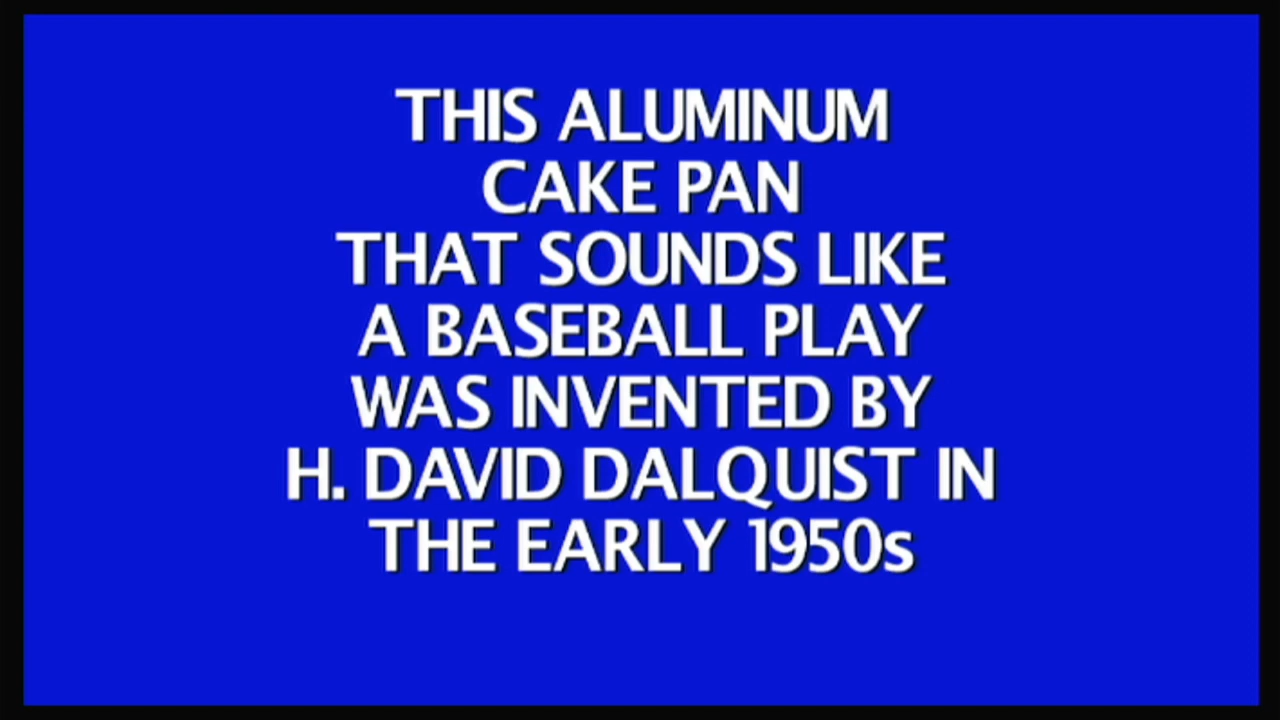 THIS ALUMINUM
CAKE PAN
THAT SOUNDS LIKE
A BASEBALL PLAY
WAS INVENTED BY
H. DAVID DALQUIST IN
THE EARLY 1950s